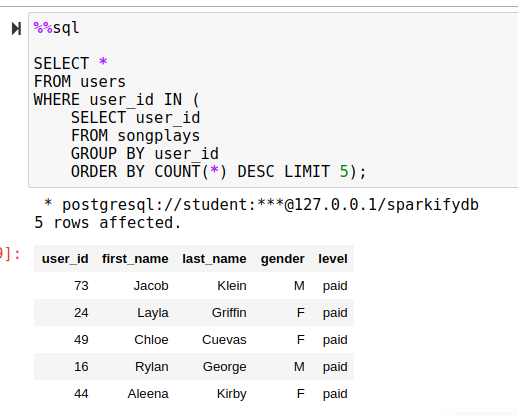 %%sql
SELECT *
FROM users
WHERE user_id IN (
    SELECT user_id
    FROM songplays
    GROUP BY user_id
    ORDER BY COUNT(*) DESC LIMIT 5);
* postgresql://student:***@127.0.0.1/sparkifydb
5 rows affected.
9]:
user_id first_name last_name gender level
73 Jacob Klein M paid
24 Layla Griffin F paid
49 Chloe Cuevas F paid
16 Rylan George M paid
44 Aleena Kirby F paid